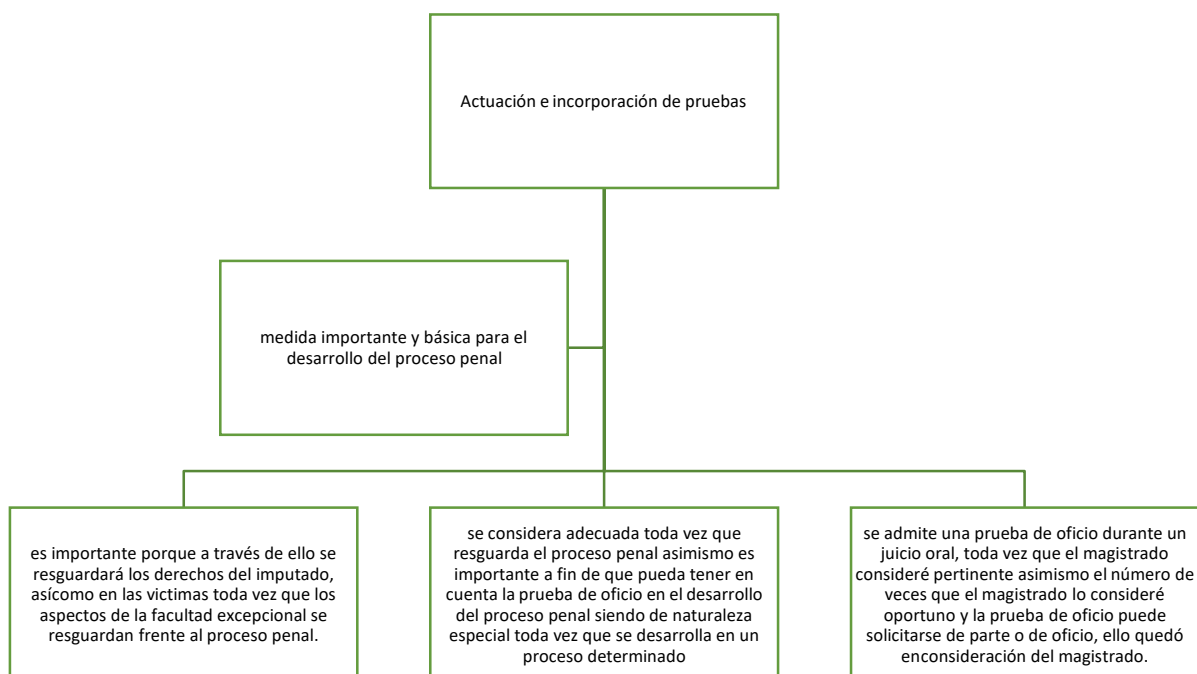 Actuación e incorporación de pruebas
medida importante y básica para el
desarrollo del proceso penal
es importante porque a través de ello se
resguardará los derechos del imputado,
asícomo en las victimas toda vez que los
aspectos de la facultad excepcional se
resguardan frente al proceso penal.
se considera adecuada toda vez que
resguarda el proceso penal asimismo es
importante a fin de que pueda tener en
cuenta la prueba de oficio en el desarrollo
del proceso penal siendo de naturaleza
especial toda vez que se desarrolla en un
proceso determinado
se admite una prueba de oficio durante un
juicio oral, toda vez que el magistrado
consideré pertinente asimismo el número de
veces que el magistrado lo consideré
oportuno y la prueba de oficio puede
solicitarse de parte o de oficio, ello quedó
enconsideración del magistrado.